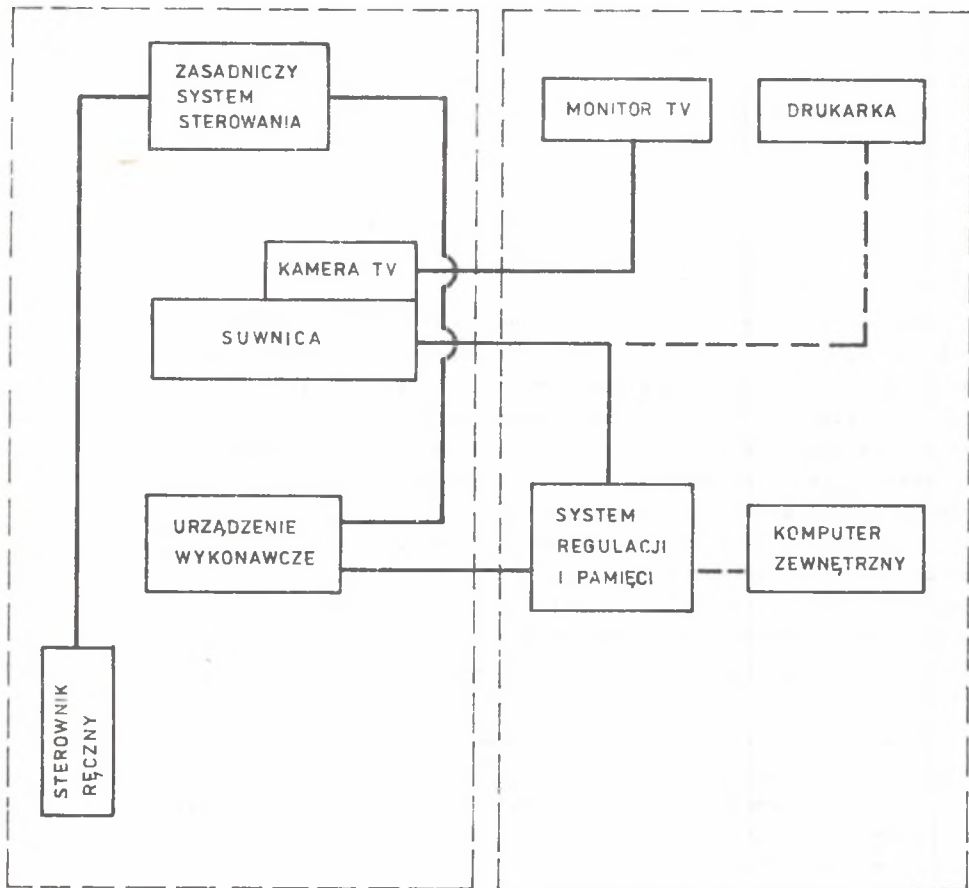 ZASADNICZY
SYSTEM
STEROWANIA
MONITOR TV
DRUKARKA
KAMERA TV
SUWNICA
URZĄDZENIE
WYKONAWCZE
SYSTEM
REGULACJI
I PAMIĘCI
KOMPUTER
ZEWNĘTRZNY
STEROWNIK
RĘCZNY